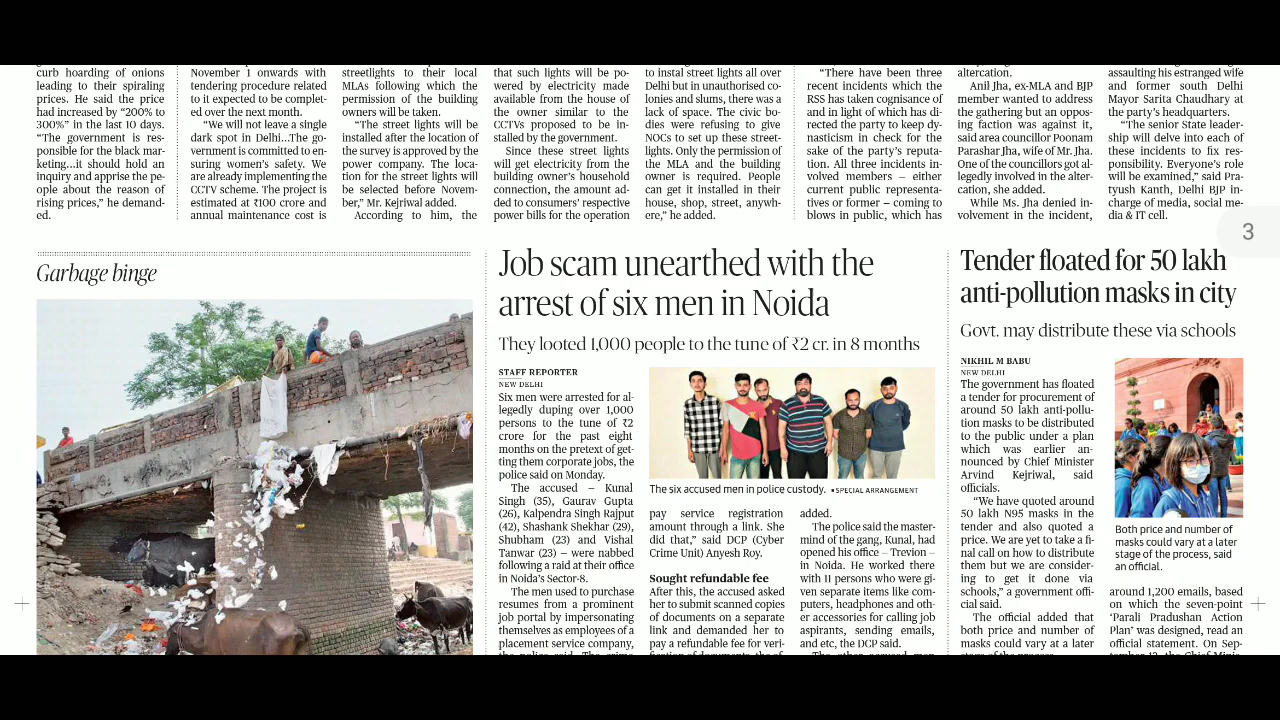 curb hoarding of onions
leading to their spiraling
prices. He said the price
had increased by “200% to
300%” in the last 10 days.
“The government is res-
ponsible for the black mar-
keting...it should hold an
inquiry and apprise the pe-
ople about the reason of
rising prices,” he demand-
ed.
November 1 onwards with
tendering procedure related
to it expected to be complet-
ed over the next month.
“We will not leave a single
dark spot in Delhi...The go-
vernment is committed to en-
suring women’s safety. We
are already implementing the
CCTV scheme. The project is
estimated at ₹100 crore and
annual maintenance cost is
streetlights to their local
MLAs following which the
permission of the building
owners will be taken.
“The street lights will be
installed after the location of
the survey is approved by the
power company. The loca-
tion for the street lights will
be selected before Novem-
ber,” Mr. Kejriwal added.
According to him, the
that such lights will be po-
wered by electricity made
available from the house of
the owner similar to the
CCTVs proposed to be in-
stalled by the government.
Since these street lights
will get electricity from the
building owner’s household
connection, the amount ad-
ded to consumers’ respective
power bills for the operation
to instal street lights all over
Delhi but in unauthorised co-
lonies and slums, there was a
lack of space. The civic bo-
dies were refusing to give
NOCs to set up these street-
lights. Only the permission of
the MLA and the building
owner is required. People
can get it installed in their
house, shop, street, anywh-
ere,” he added.
“There have been three
recent incidents which the
RSS has taken cognisance of
and in light of which has di-
rected the party to keep dy-
nasticism in check for the
sake of the party’s reputa-
tion. All three incidents in-
volved members – either
current public representa-
tives or former – coming to
blows in public, which has
altercation.
Anil Jha, ex-MLA and BJP
member wanted to address
the gathering but an oppos-
ing faction was against it,
said area councillor Poonam
Parashar Jha, wife of Mr. Jha.
One of the councillors got al-
legedly involved in the alter-
cation, she added.
While Ms. Jha denied in-
volvement in the incident,
assaulting his estranged wife
and former south Delhi
Mayor Sarita Chaudhary at
the party’s headquarters.
“The senior State leader-
ship will delve into each of
these incidents to fix res-
ponsibility. Everyone’s role
will be examined,” said Pra-
tyush Kanth, Delhi BJP in-
charge of media, social me-
dia & IT cell.
3
Garbage binge
Job scam unearthed with the
arrest of six men in Noida
They looted 1,000 people to the tune of ₹2 cr. in 8 months
STAFF REPORTER
NEW DELHI
Six men were arrested for al-
legedly duping over 1,000
persons to the tune of ₹2
crore for the past eight
months on the pretext of get-
ting them corporate jobs, the
police said on Monday.
The accused – Kunal
Singh (35), Gaurav Gupta
(26), Kalpendra Singh Rajput
(42), Shashank Shekhar (29),
Shubham (23) and Vishal
Tanwar (23) – were nabbed
following a raid at their office
in Noida’s Sector-8.
The men used to purchase
resumes from a prominent
job portal by impersonating
themselves as employees of a
placement service company,
The six accused men in police custody. ▪SPECIAL ARRANGEMENT
pay service registration
amount through a link. She
did that,” said DCP (Cyber
Crime Unit) Anyesh Roy.
Sought refundable fee
After this, the accused asked
her to submit scanned copies
of documents on a separate
link and demanded her to
pay a refundable fee for veri-
added.
The police said the master-
mind of the gang, Kunal, had
opened his office – Trevion –
in Noida. He worked there
with 11 persons who were gi-
ven separate items like com-
puters, headphones and oth-
er accessories for calling job
aspirants, sending emails,
and etc, the DCP said.
Tender floated for 50 lakh
anti-pollution masks in city
Govt. may distribute these via schools
NIKHIL M BABU
NEW DELHI
The government has floated
a tender for procurement of
around 50 lakh anti-pollu-
tion masks to be distributed
to the public under a plan
which was earlier an-
nounced by Chief Minister
Arvind Kejriwal, said
officials.
“We have quoted around
50 lakh N95 masks in the
tender and also quoted a
price. We are yet to take a fi-
nal call on how to distribute
them but we are consider-
ing to get it done via
schools,” a government offi-
cial said.
The official added that
both price and number of
masks could vary at a later
Both price and number of
masks could vary at a later
stage of the process, said
an official.
around 1,200 emails, based
on which the seven-point
‘Parali Pradushan Action
Plan’ was designed, read an
official statement. On Sep-